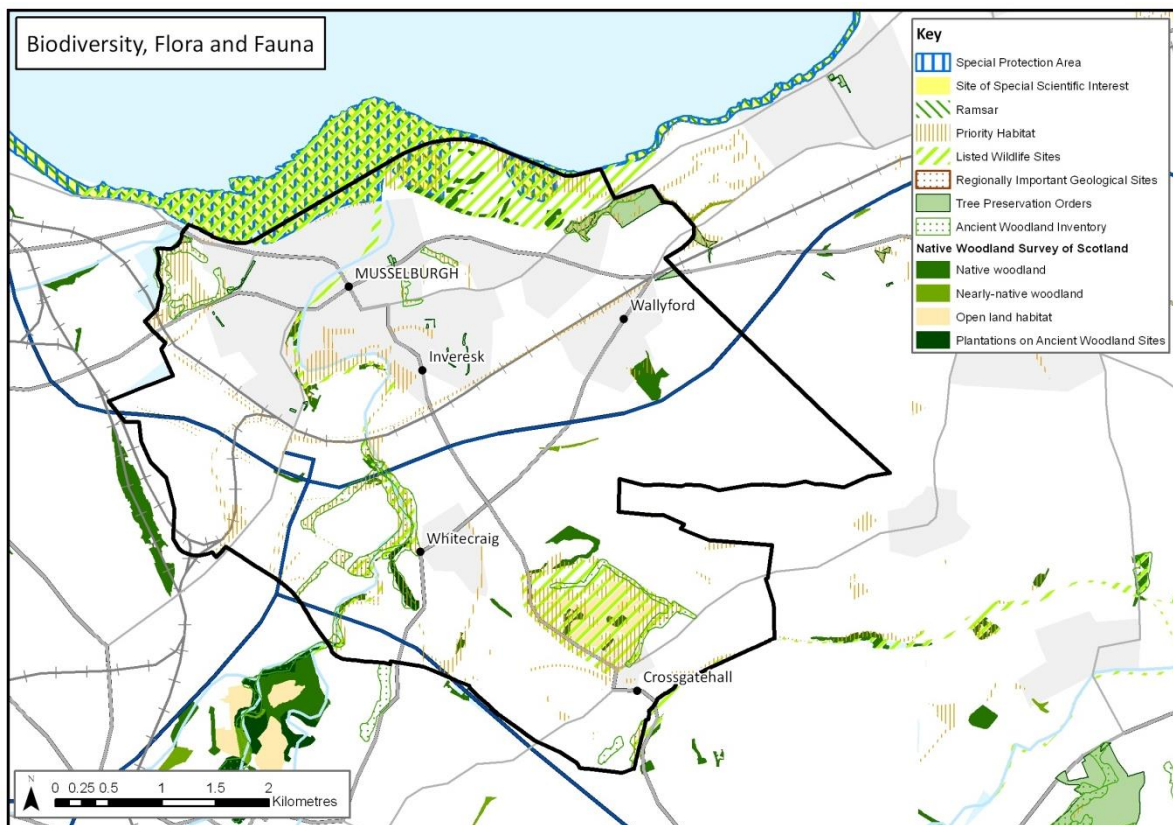 Biodiversity, Flora and Fauna
Key
Special Protection Area
Site of Special Scientific Interest
Ramsar
Priority Habitat
Listed Wildlife Sites
Regionally Important Geological Sites
Tree Preservation Orders
Ancient Woodland Inventory
Native Woodland Survey of Scotland
Native woodland
Nearly-native woodland
Open land habitat
Plantations on Ancient Woodland Sites
MUSSELBURGH
Wallyford
Inveresk
Whitecraig
Crossgatehall
N
0 0.25 0.5 1 1.5 2
Kilometres